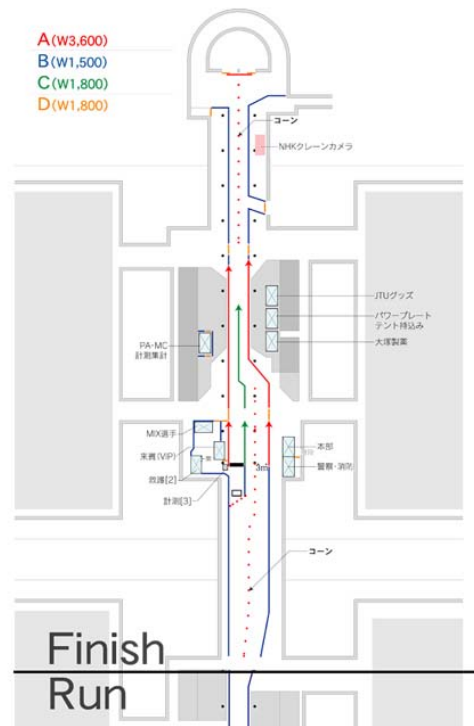 A(W3,600)
B(W1,500)
C(W1,800)
D(W1,800)
コーン
NHKクレーンカメラ
JTUグッズ
パワープレート
テント持込み
大塚製薬
PA-MC
計測集計
MIX選手
来賓(VIP)
救護[2]
計測[3]
3m
本部
警察・消防
コーン
Finish
Run